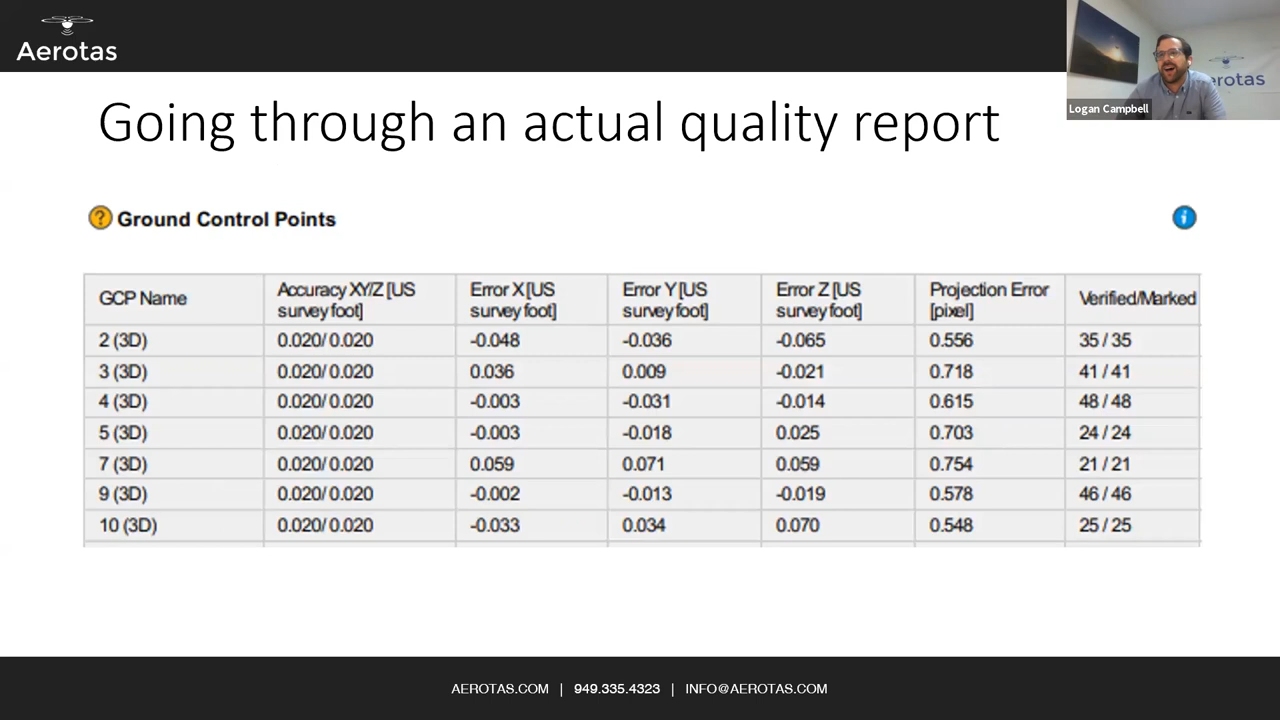 Aerotas
Going through an actual quality report
erotas
Logan Campbell
? Ground Control Points i
GCP Name Accuracy XY/Z [US survey foot] Error X [US survey foot] Error Y [US survey foot] Error Z [US survey foot] Projection Error [pixel] Verified/Marked
2 (3D) 0.020/ 0.020 -0.048 -0.036 -0.065 0.556 35 / 35
3 (3D) 0.020/ 0.020 0.036 0.009 -0.021 0.718 41 / 41
4 (3D) 0.020/ 0.020 -0.003 -0.031 -0.014 0.615 48 / 48
5 (3D) 0.020/ 0.020 -0.003 -0.018 0.025 0.703 24 / 24
7 (3D) 0.020/ 0.020 0.059 0.071 0.059 0.754 21 / 21
9 (3D) 0.020/ 0.020 -0.002 -0.013 -0.019 0.578 46 / 46
10 (3D) 0.020/ 0.020 -0.033 0.034 0.070 0.548 25 / 25
AEROTAS.COM | 949.335.4323 | INFO@AEROTAS.COM